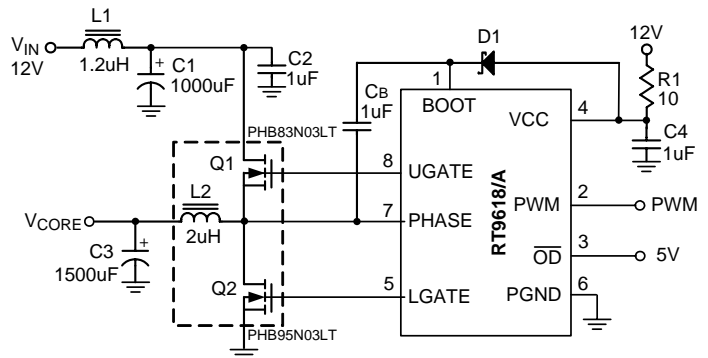 L1
VIN
12V
1.2uH
C1
1000uF
+
C2
1uF
CB
1uF
D1
12V
R1
10
C4
1uF
1
BOOT
VCC
4
PHB83N03LT
Q1
8
UGATE
L2
2uH
VCORE
7
PHASE
RT9618/A
PWM
2
PWM
OD
3
5V
C3
1500uF
+
Q2
5
LGATE
PGND
6
PHB95N03LT